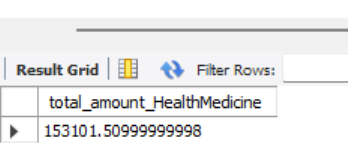 Result Grid Filter Rows:
total_amount_HealthMedicine
153101.50999999998